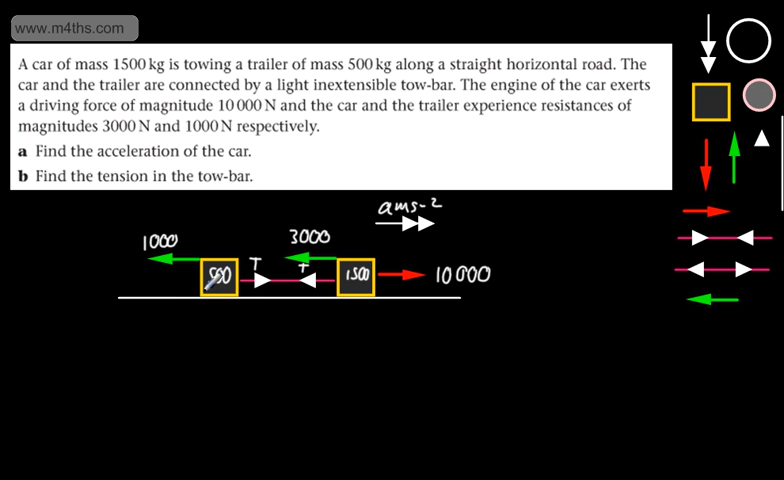 www.m4ths.com
A car of mass 1500 kg is towing a trailer of mass 500 kg along a straight horizontal road. The
car and the trailer are connected by a light inextensible tow-bar. The engine of the car exerts
a driving force of magnitude 10 000 N and the car and the trailer experience resistances of
magnitudes 3000 N and 1000 N respectively.
a Find the acceleration of the car.
b Find the tension in the tow-bar.
ams-2
1000 3000
500 T T 1500 10000